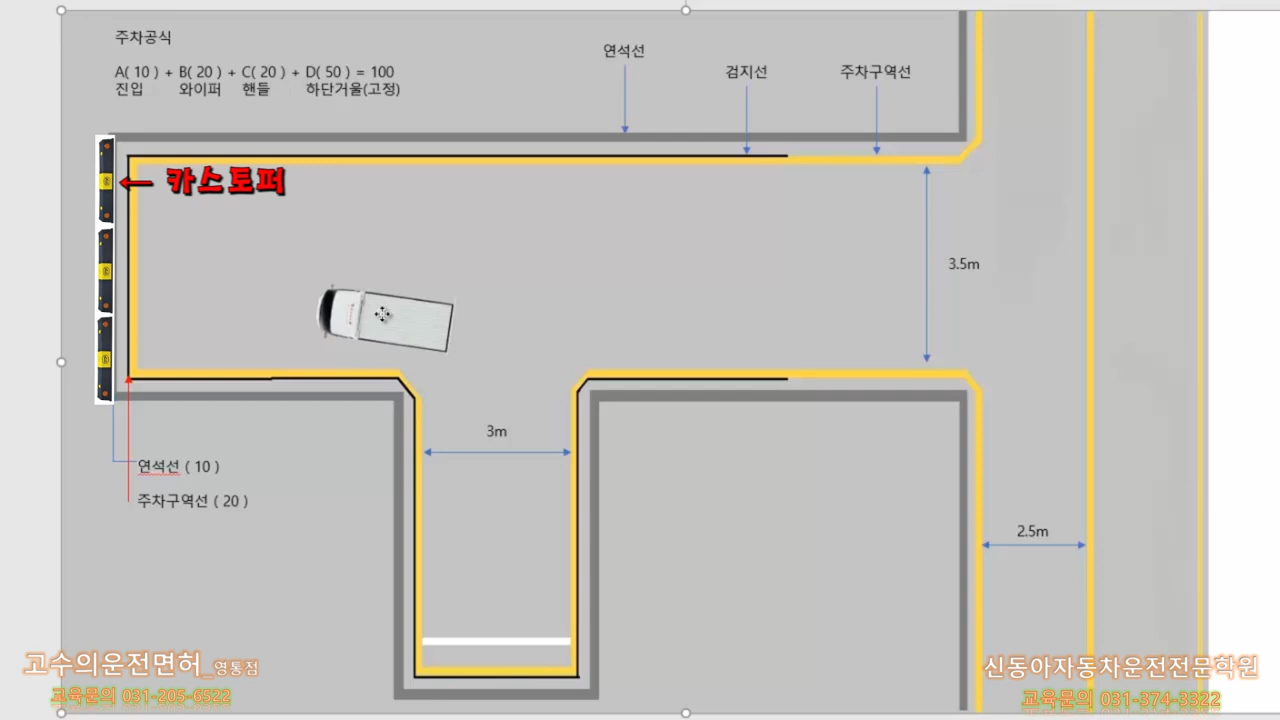 주차공식
A( 10 ) + B( 20 ) + C( 20 ) + D( 50 ) = 100
진입 와이퍼 핸들 하단거울(고정)
연석선
검지선
주차구역선
← 카스토퍼
3.5m
3m
연석선 ( 10 )
주차구역선 ( 20 )
2.5m
고수의운전면허_영통점
교육문의 031-205-6522
신동아자동차운전전문학원
교육문의 031-374-3322